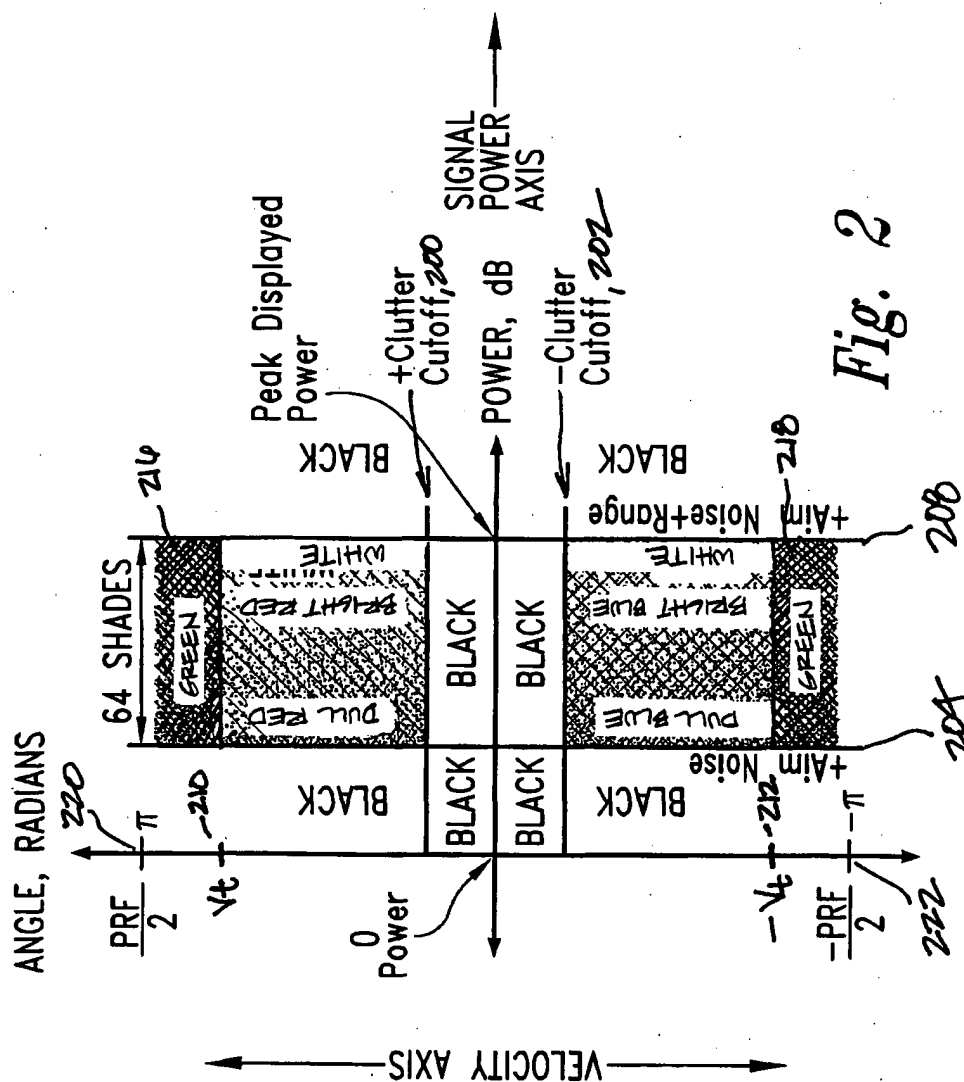 ANGLE, RADIANS
PRF
2
220
π
Vt
210
0
Power
VELOCITY AXIS
-Vt
212
-PRF
2
-π
222
64 SHADES
216
GREEN
BLACK
DULL RED
BRIGHT RED
WHITE
BLACK
Peak Displayed
Power
+Clutter
Cutoff, 200
BLACK
BLACK
BLACK
BLACK
POWER, dB
SIGNAL
POWER
AXIS
-Clutter
Cutoff, 202
BLACK
DULL BLUE
BRIGHT BLUE
WHITE
BLACK
GREEN
218
+Aim
Noise
+Aim
Noise+Range
204
208
Fig. 2